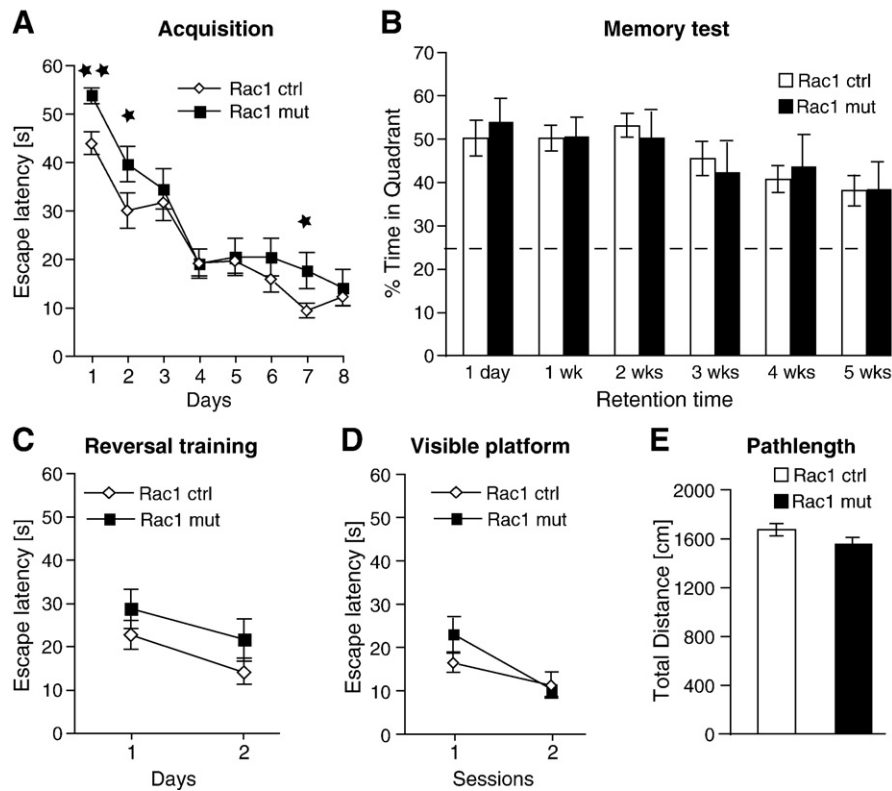 A Acquisition
Escape latency [s]
60
50
40
30
20
10
0
★★
★
★
Rac1 ctrl
Rac1 mut
1 2 3 4 5 6 7 8
Days
B Memory test
% Time in Quadrant
70
60
50
40
30
20
10
0
Rac1 ctrl
Rac1 mut
1 day 1 wk 2 wks 3 wks 4 wks 5 wks
Retention time
C Reversal training
Escape latency [s]
60
50
40
30
20
10
0
Rac1 ctrl
Rac1 mut
1 2
Days
D Visible platform
Escape latency [s]
60
50
40
30
20
10
0
Rac1 ctrl
Rac1 mut
1 2
Sessions
E Pathlength
Rac1 ctrl
Rac1 mut
Total Distance [cm]
2000
1600
1200
800
400
0